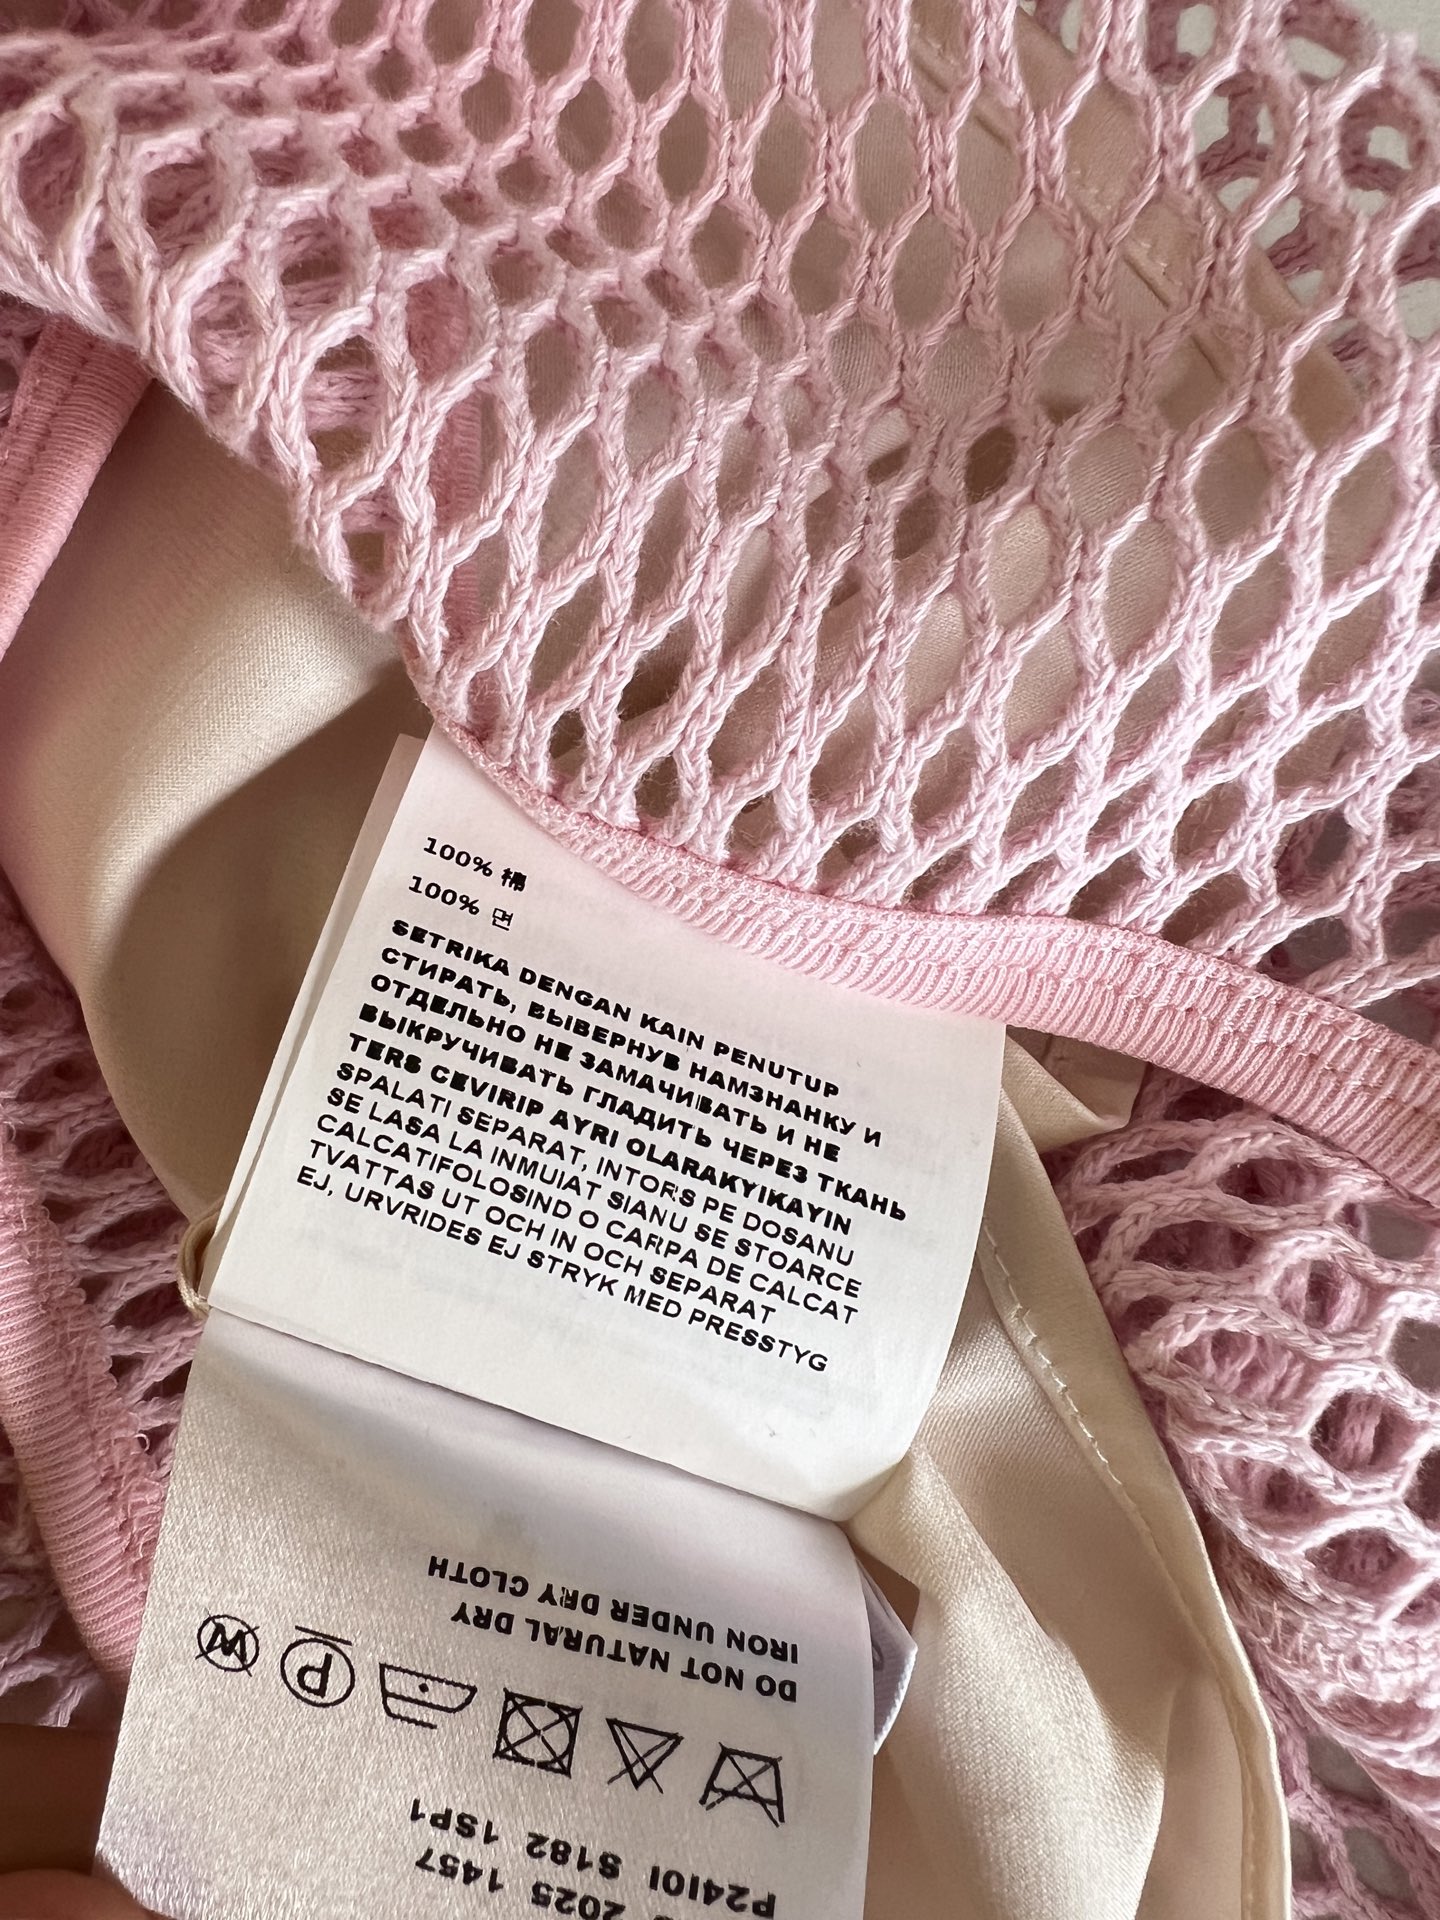 100% 棉
100% 면
SETRIKA DENGAN KAIN PENUTUP
СТИРАТЬ, ВЫВЕРНУВ НАИЗНАНКУ И
ОТДЕЛЬНО НЕ ЗАМАЧИВАТЬ И НЕ
ВЫКРУЧИВАТЬ ГЛАДИТЬ ЧЕРЕЗ ТКАНЬ
TERS CEVIRIP AYRI OLARAKYIKAYIN
SPALATI SEPARAT, INTORS PE DOSANU
SE LASA LA INMUIAT SIANU SE STOARCE
CALCATIFOLOSIND O CARPA DE CALCAT
TVATTAS UT OCH IN OCH SEPARAT
EJ, URVRIDES EJ STRYK MED PRESSTYG
2025 1457
P24IOI S182 1SP1
P W
DO NOT NATURAL DRY
IRON UNDER DRY CLOTH